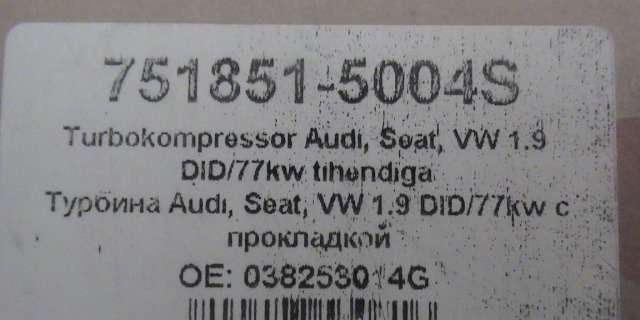 751851-5004S
Turbokompressor Audi, Seat, VW 1.9
DID/77kw tihendiga
Турбина Audi, Seat, VW 1.9 DID/77kw с
прокладкой
OE: 038253014G